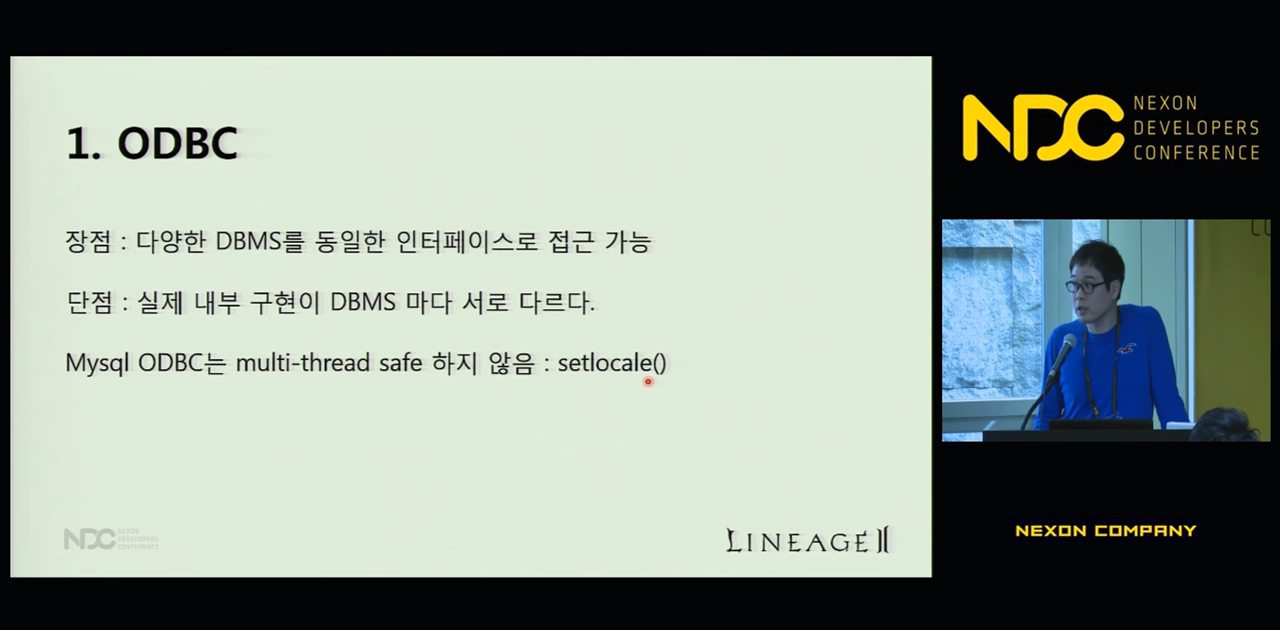 1. ODBC
장점 : 다양한 DBMS를 동일한 인터페이스로 접근 가능
단점 : 실제 내부 구현이 DBMS 마다 서로 다르다.
Mysql ODBC는 multi-thread safe 하지 않음 : setlocale()
NDC NEXON
DEVELOPERS
CONFERENCE
LINEAGE II
NDC
NEXON
DEVELOPERS
CONFERENCE
NEXON COMPANY